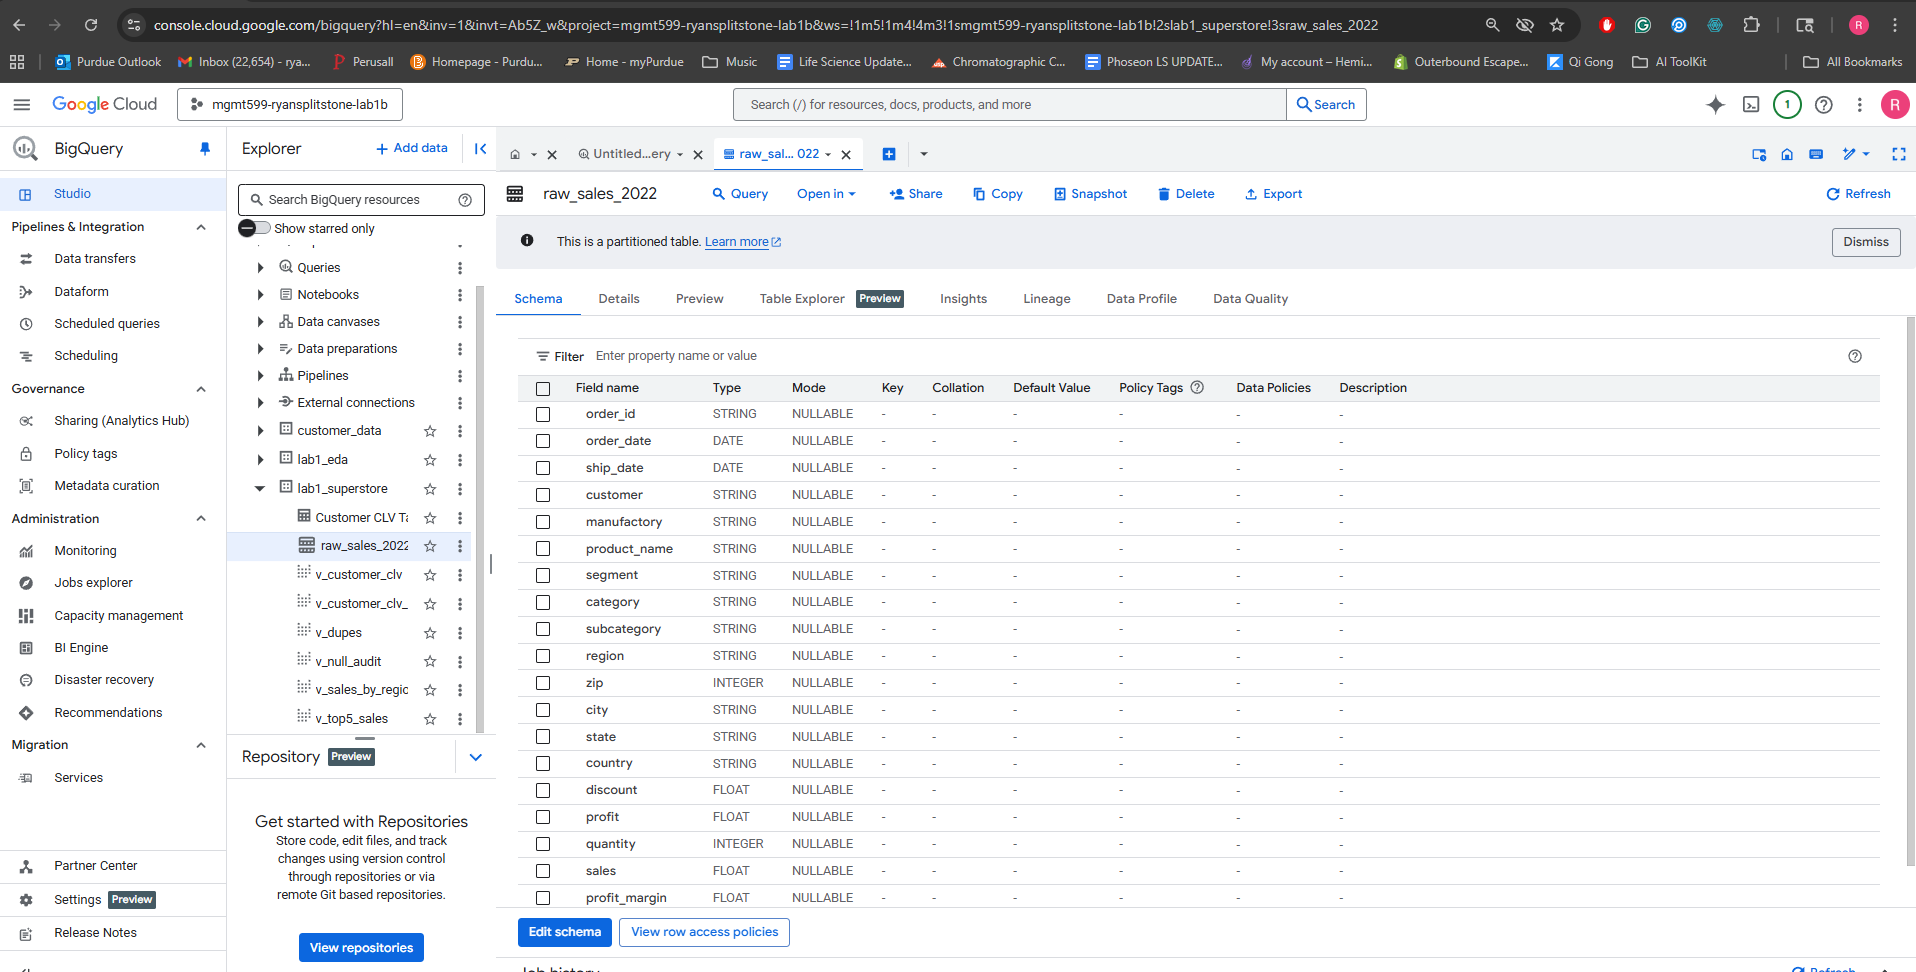 console.cloud.google.com/bigquery?hl=en&inv=1&invt=Ab5Z_w&project=mgmt599-ryansplitstone-lab1b&ws=!1m5!1m4!4m3!1smgmt599-ryansplitstone-lab1b!2slab1_superstore!3sraw_sales_2022
R
Purdue Outlook Inbox (22,664) - rya... Perusall Homepage - Purdu... Home - myPurdue Music Life Science Update... Chromatographic C... Phoseon LS UPDATE... My account – Hemi... Outerbound Escape... Qi Gong AI ToolKit All Bookmarks
Google Cloud mgmt599-ryansplitstone-lab1b Search (/) for resources, docs, products, and more Search 1 R
BigQuery
Studio
Pipelines & Integration
Data transfers
Dataform
Scheduled queries
Scheduling
Governance
Sharing (Analytics Hub)
Policy tags
Metadata curation
Administration
Monitoring
Jobs explorer
Capacity management
BI Engine
Disaster recovery
Recommendations
Migration
Services
Partner Center
Settings Preview
Release Notes
Explorer + Add data
Search BigQuery resources
Show starred only
Queries
Notebooks
Data canvases
Data preparations
Pipelines
External connections
customer_data
lab1_eda
lab1_superstore
Customer CLV Ta
raw_sales_2022
v_customer_clv
v_customer_clv_
v_dupes
v_null_audit
v_sales_by_regic
v_top5_sales
Repository Preview
Get started with Repositories
Store code, edit files, and track
changes using version control
through repositories or via
remote Git based repositories.
View repositories
Untitled...ery raw_sal... 022
raw_sales_2022 Query Open in Share Copy Snapshot Delete Export Refresh
This is a partitioned table. Learn more Dismiss
Schema Details Preview Table Explorer Preview Insights Lineage Data Profile Data Quality
Filter Enter property name or value
Field name Type Mode Key Collation Default Value Policy Tags Data Policies Description
order_id STRING NULLABLE - - - - - -
order_date DATE NULLABLE - - - - - -
ship_date DATE NULLABLE - - - - - -
customer STRING NULLABLE - - - - - -
manufactory STRING NULLABLE - - - - - -
product_name STRING NULLABLE - - - - - -
segment STRING NULLABLE - - - - - -
category STRING NULLABLE - - - - - -
subcategory STRING NULLABLE - - - - - -
region STRING NULLABLE - - - - - -
zip INTEGER NULLABLE - - - - - -
city STRING NULLABLE - - - - - -
state STRING NULLABLE - - - - - -
country STRING NULLABLE - - - - - -
discount FLOAT NULLABLE - - - - - -
profit FLOAT NULLABLE - - - - - -
quantity INTEGER NULLABLE - - - - - -
sales FLOAT NULLABLE - - - - - -
profit_margin FLOAT NULLABLE - - - - - -
Edit schema View row access policies
Job history Refresh